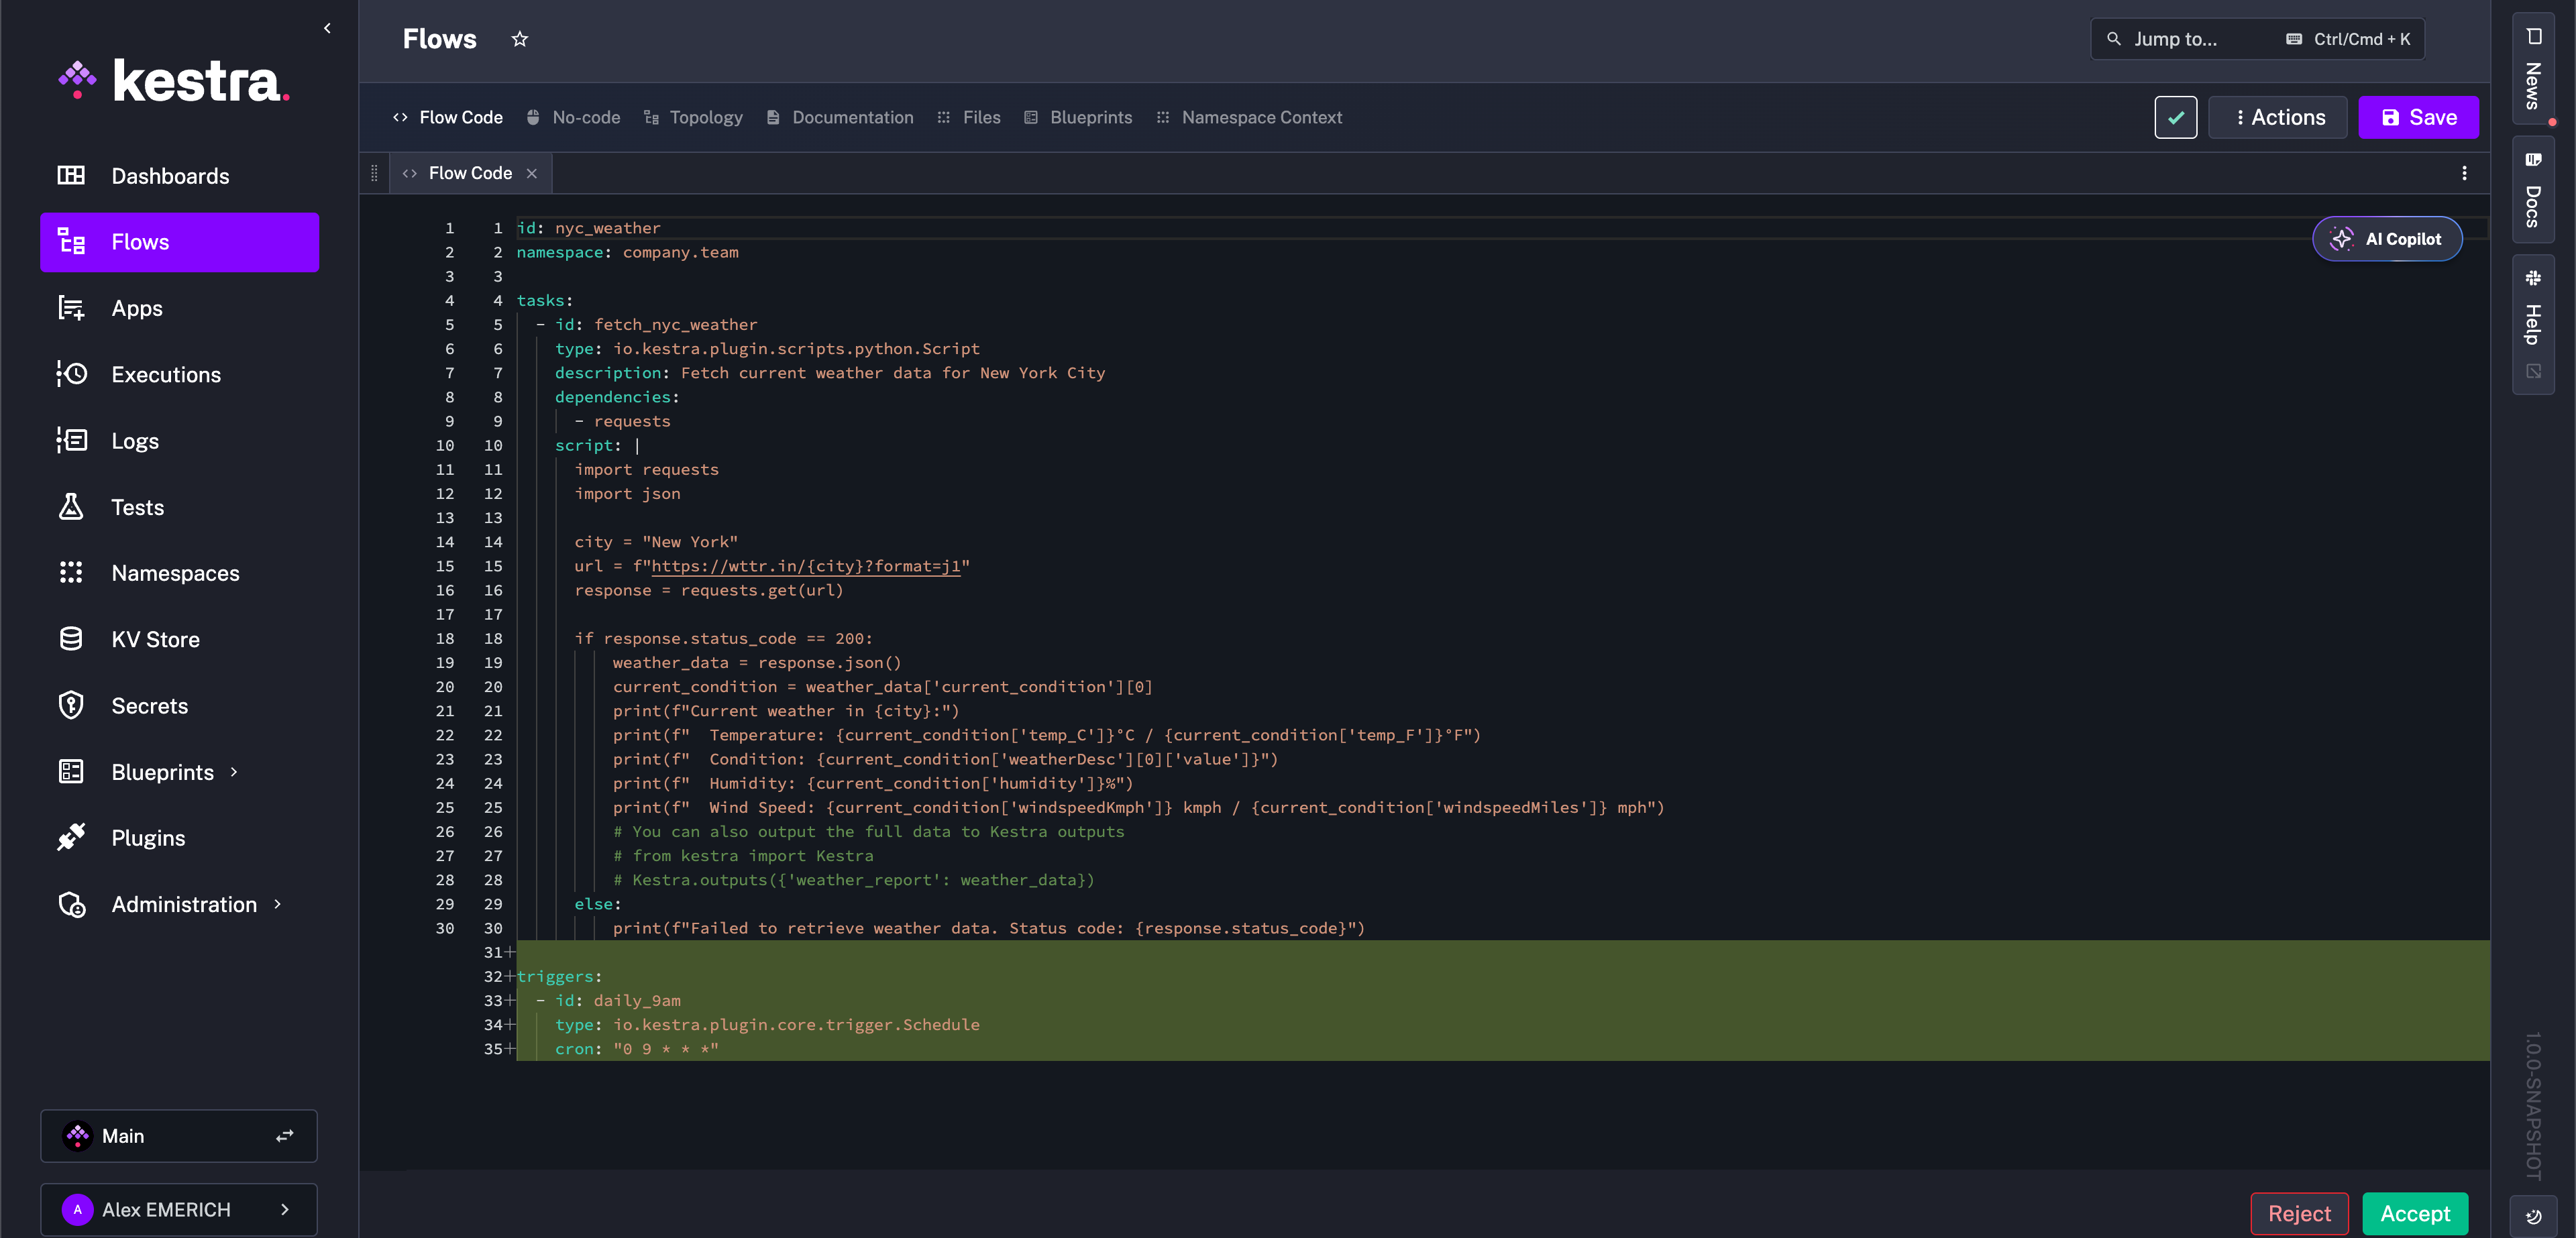 kestra.
Dashboards
Flows
Apps
Executions
Logs
Tests
Namespaces
KV Store
Secrets
Blueprints
Plugins
Administration
Main
A Alex EMERICH
Flows
Jump to... Ctrl/Cmd + K
Flow Code No-code Topology Documentation Files Blueprints Namespace Context
Actions Save
Flow Code
AI Copilot
1 1 id: nyc_weather
2 2 namespace: company.team
3 3
4 4 tasks:
5 5   - id: fetch_nyc_weather
6 6     type: io.kestra.plugin.scripts.python.Script
7 7     description: Fetch current weather data for New York City
8 8     dependencies:
9 9       - requests
10 10     script: |
11 11       import requests
12 12       import json
13 13
14 14       city = "New York"
15 15       url = f"https://wttr.in/{city}?format=j1"
16 16       response = requests.get(url)
17 17
18 18       if response.status_code == 200:
19 19           weather_data = response.json()
20 20           current_condition = weather_data['current_condition'][0]
21 21           print(f"Current weather in {city}:")
22 22           print(f"  Temperature: {current_condition['temp_C']}°C / {current_condition['temp_F']}°F")
23 23           print(f"  Condition: {current_condition['weatherDesc'][0]['value']}")
24 24           print(f"  Humidity: {current_condition['humidity']}%")
25 25           print(f"  Wind Speed: {current_condition['windspeedKmph']} kmph / {current_condition['windspeedMiles']} mph")
26 26           # You can also output the full data to Kestra outputs
27 27           # from kestra import Kestra
28 28           # Kestra.outputs({'weather_report': weather_data})
29 29       else:
30 30           print(f"Failed to retrieve weather data. Status code: {response.status_code}")
31+
32+ triggers:
33+   - id: daily_9am
34+     type: io.kestra.plugin.core.trigger.Schedule
35+     cron: "0 9 * * *"
Reject Accept
News
Docs
Help
1.0.0-SNAPSHOT